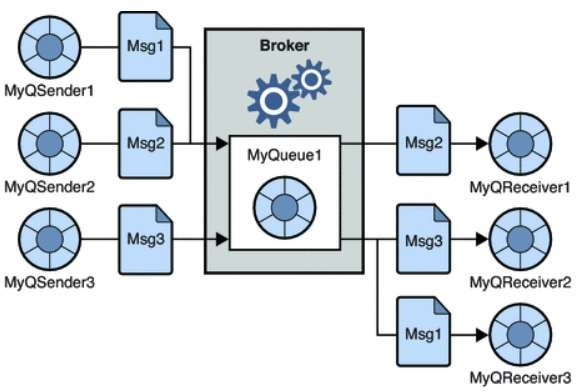 Msg1
MyQSender1
Broker
Msg2
MyQSender2
MyQueue1
Msg2
MyQReceiver1
Msg3
MyQSender3
Msg3
MyQReceiver2
Msg1
MyQReceiver3